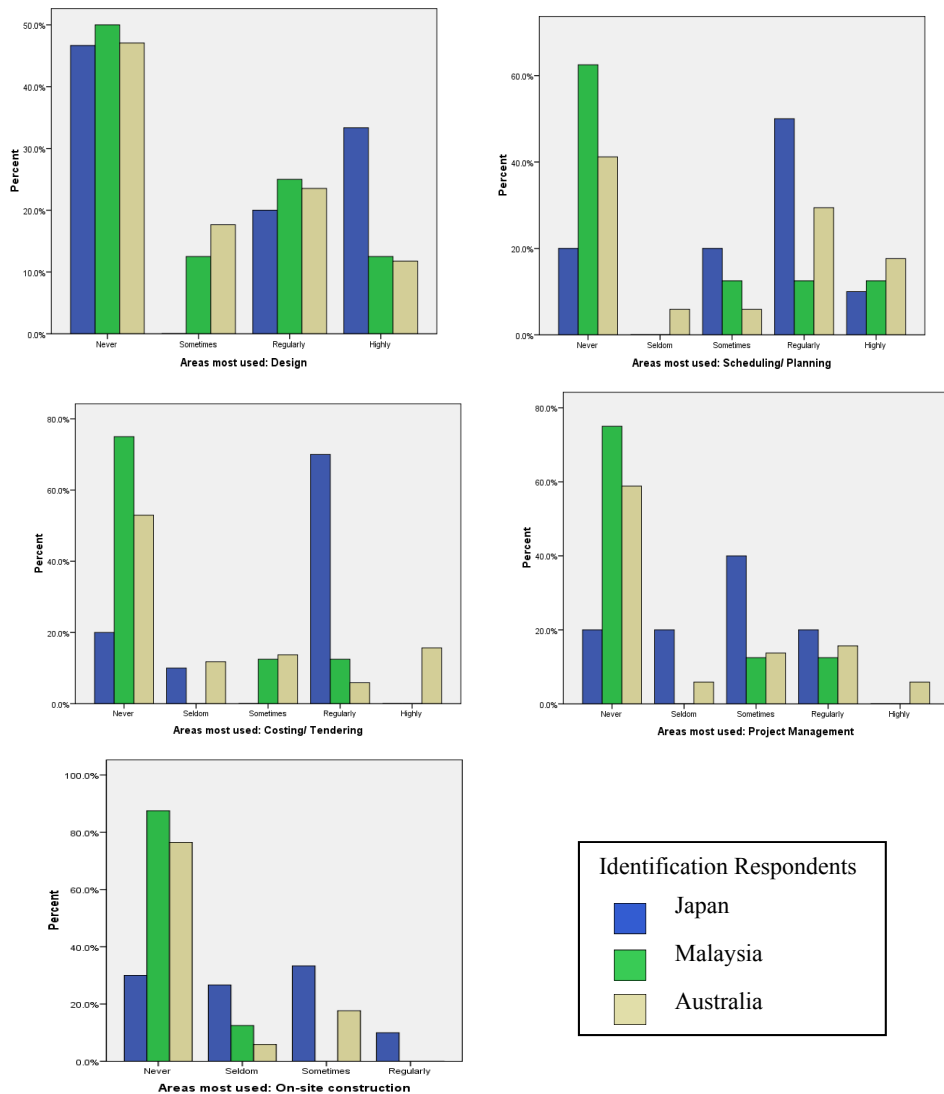 50.0%
40.0%
30.0%
20.0%
10.0%
0.0%
Percent
Never Sometimes Regularly Highly
Areas most used: Design
60.0%
40.0%
20.0%
0.0%
Percent
Never Seldom Sometimes Regularly Highly
Areas most used: Scheduling/ Planning
80.0%
60.0%
40.0%
20.0%
0.0%
Percent
Never Seldom Sometimes Regularly Highly
Areas most used: Costing/ Tendering
80.0%
60.0%
40.0%
20.0%
0.0%
Percent
Never Seldom Sometimes Regularly Highly
Areas most used: Project Management
100.0%
80.0%
60.0%
40.0%
20.0%
0.0%
Percent
Never Seldom Sometimes Regularly
Areas most used: On-site construction
Identification Respondents
Japan
Malaysia
Australia